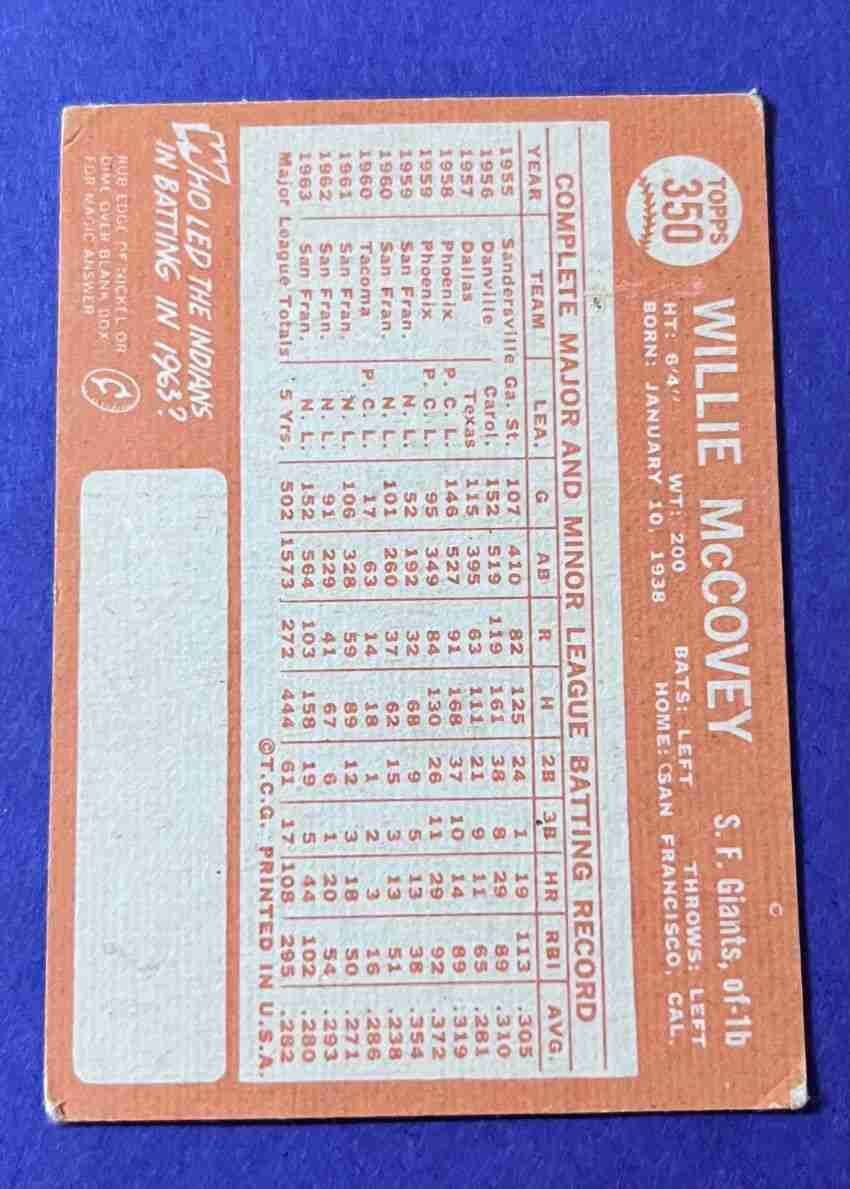 TOPPS
350
WILLIE McCOVEY S. F. Giants, of-1b
HT: 6'4" WT: 200 BATS: LEFT THROWS: LEFT
BORN: JANUARY 10, 1938 HOME: SAN FRANCISCO, CAL.
C
COMPLETE MAJOR AND MINOR LEAGUE BATTING RECORD
YEAR TEAM LEA. G AB R H 2B 3B HR RBI AVG.
1955 Sandersville Ga. St. 107 410 82 125 24 1 19 113 .305
1956 Danville Carol. 152 519 119 161 38 8 29 89 .310
1957 Dallas Texas 115 395 63 111 21 9 11 65 .281
1958 Phoenix P. C. L. 146 527 91 168 37 10 14 89 .319
1959 Phoenix P. C. L. 95 349 84 130 26 11 29 92 .372
1959 San Fran. N. L. 52 192 32 68 9 5 13 38 .354
1960 San Fran. N. L. 101 260 37 62 15 3 13 51 .238
1960 Tacoma P. C. L. 17 63 14 18 1 2 3 16 .286
1961 San Fran. N. L. 106 328 59 89 12 3 18 50 .271
1962 San Fran. N. L. 91 229 41 67 6 1 20 54 .293
1963 San Fran. N. L. 152 564 103 158 19 5 44 102 .280
Major League Totals 5 Yrs. 502 1573 272 444 61 17 108 295 .282
©T.C.G. PRINTED IN U.S.A.
WHO LED THE INDIANS
IN BATTING IN 1963?
RUB EDGE OF NICKEL OR
DIME OVER BLANK BOX
FOR MAGIC ANSWER